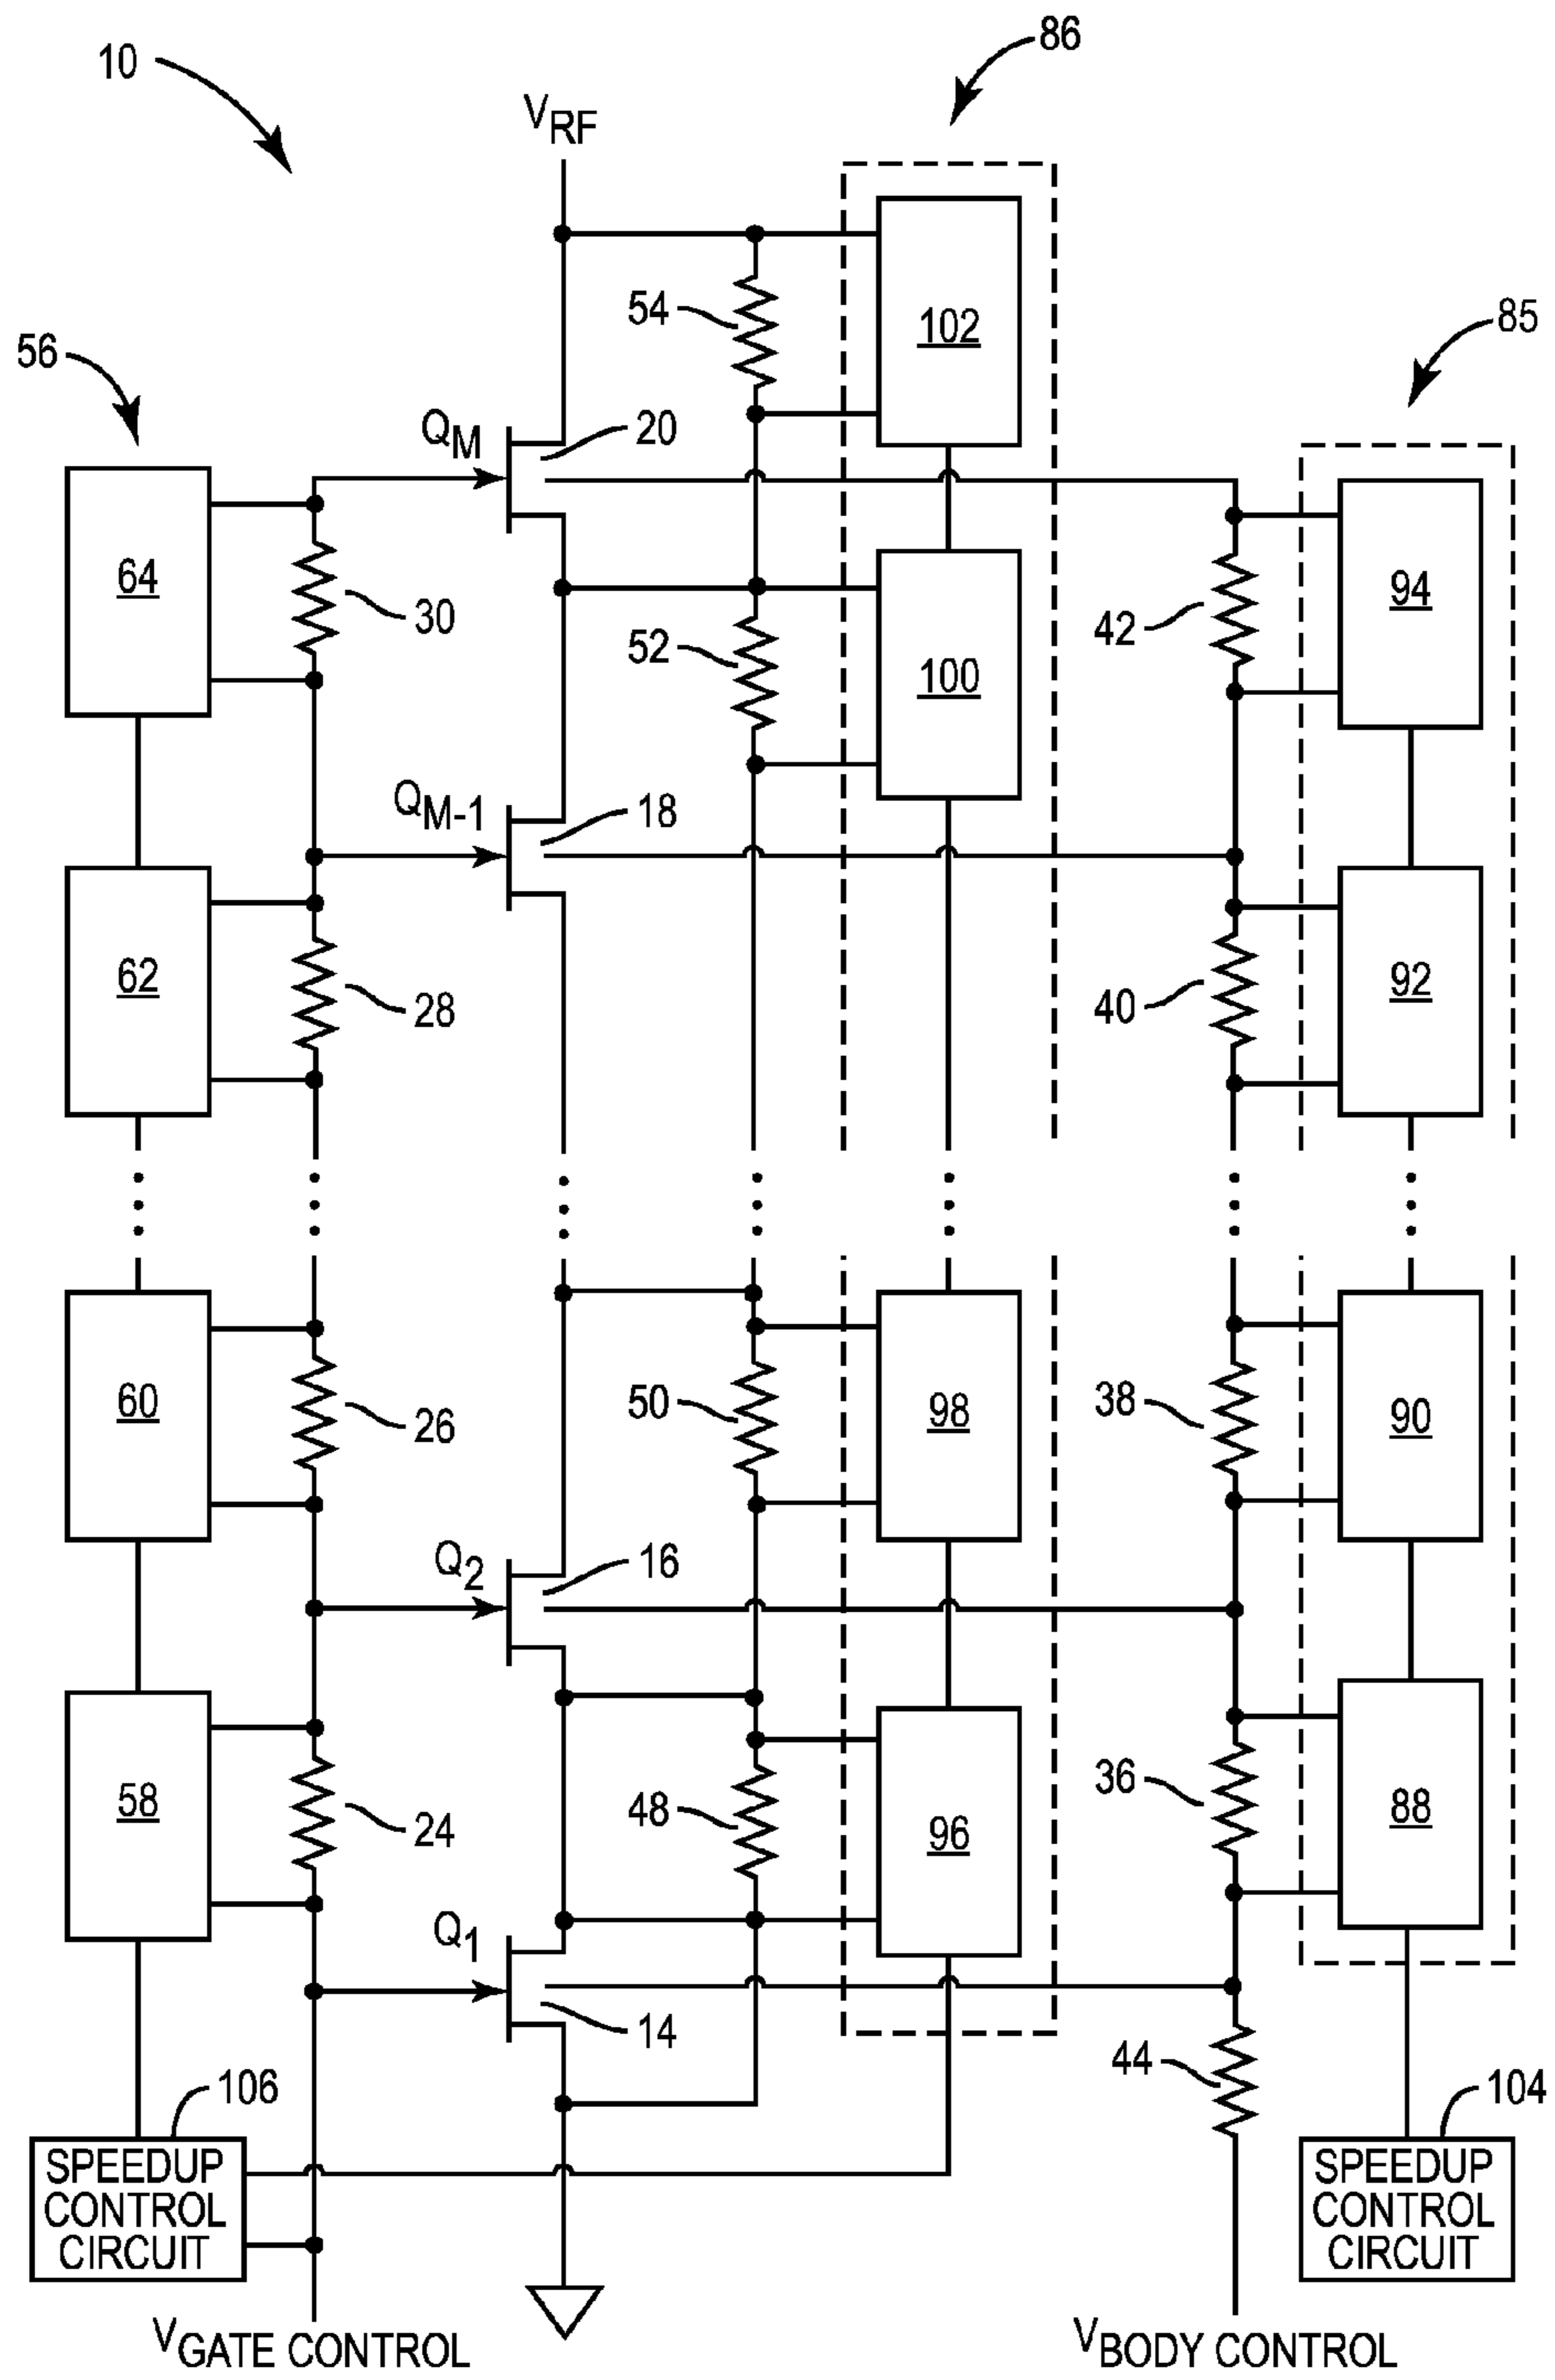 10
86
V_RF
54
102
85
56
Q_M
20
64
30
94
42
52
100
Q_M-1
18
62
28
92
40
60
26
50
98
38
90
Q_2
16
58
24
48
96
36
88
Q_1
14
44
106
104
SPEEDUP
CONTROL
CIRCUIT
SPEEDUP
CONTROL
CIRCUIT
V_GATE CONTROL
V_BODY CONTROL